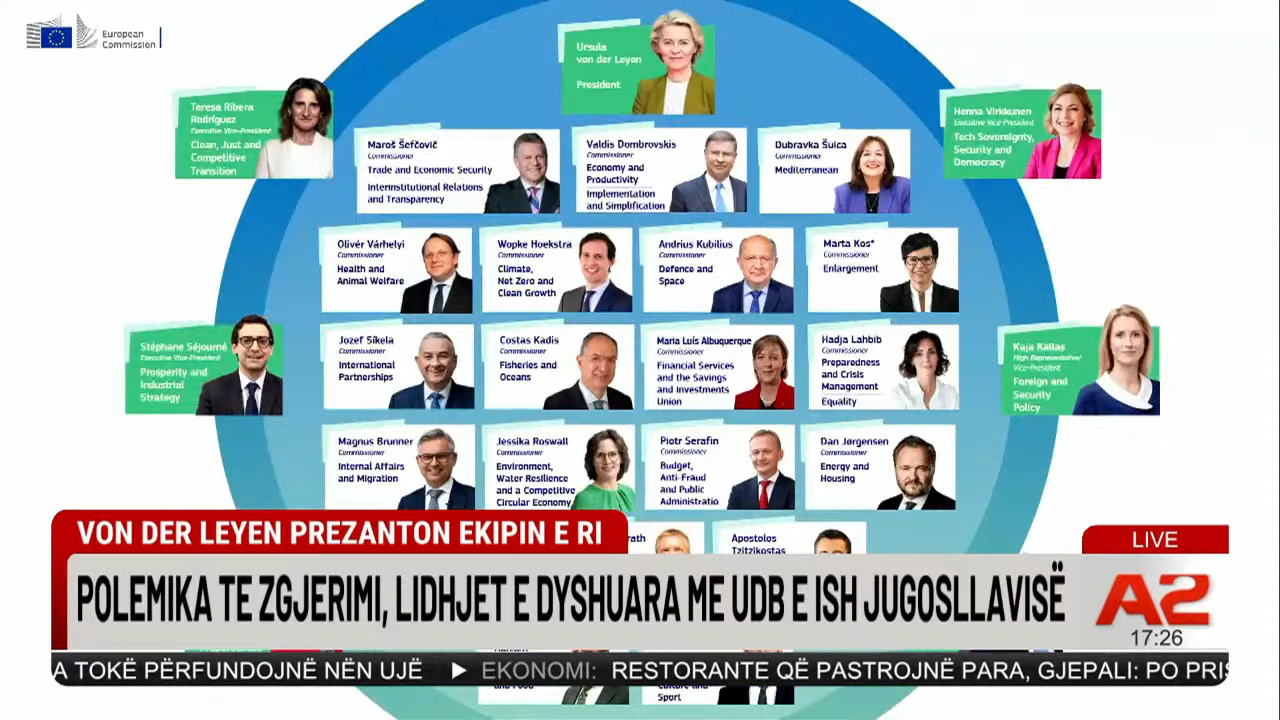 European
Commission
Ursula
von der Leyen
President
Teresa Ribera
Rodríguez
Executive Vice-President
Clean, Just and
Competitive
Transition
Henna Virkkunen
Executive Vice-President
Tech Sovereignty,
Security and
Democracy
Maroš Šefčovič
Commissioner
Trade and Economic Security
Interinstitutional Relations
and Transparency
Valdis Dombrovskis
Commissioner
Economy and
Productivity
Implementation
and Simplification
Dubravka Šuica
Commissioner
Mediterranean
Olivér Várhelyi
Commissioner
Health and
Animal Welfare
Wopke Hoekstra
Commissioner
Climate,
Net Zero and
Clean Growth
Andrius Kubilius
Commissioner
Defence and
Space
Marta Kos*
Commissioner
Enlargement
Stéphane Séjourné
Executive Vice-President
Prosperity and
Industrial
Strategy
Jozef Síkela
Commissioner
International
Partnerships
Costas Kadis
Commissioner
Fisheries and
Oceans
Maria Luís Albuquerque
Commissioner
Financial Services
and the Savings
and Investments
Union
Hadja Lahbib
Commissioner
Preparedness
and Crisis
Management
Equality
Kaja Kallas
High Representative/
Vice-President
Foreign and
Security
Policy
Magnus Brunner
Commissioner
Internal Affairs
and Migration
Jessika Roswall
Commissioner
Environment,
Water Resilience
and a Competitive
Circular Economy
Piotr Serafin
Commissioner
Budget,
Anti-Fraud
and Public
Administratio
Dan Jørgensen
Commissioner
Energy and
Housing
rath
Apostolos
Tzitzikostas
VON DER LEYEN PREZANTON EKIPIN E RI
LIVE
POLEMIKA TE ZGJERIMI, LIDHJET E DYSHUARA ME UDB E ISH JUGOSLLAVISË
A2
17:26
A TOKË PËRFUNDOJNË NËN UJË ▶ EKONOMI: RESTORANTE QË PASTROJNË PARA, GJEPALI: PO PRIS
and Food
Culture and
Sport